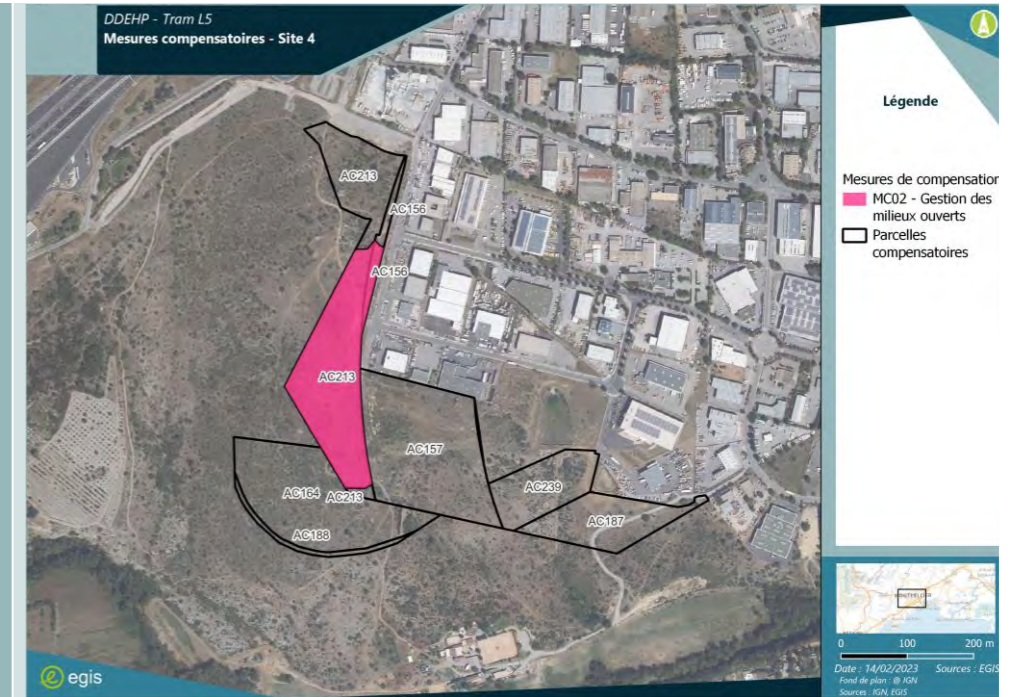 DDEHP - Tram L5
Mesures compensatoires - Site 4
Légende
Mesures de compensation
MC02 - Gestion des
milieux ouverts
Parcelles
compensatoires
AC213
AC156
AC156
AC213
AC157
AC164
AC213
AC239
AC188
AC187
0 100 200 m
Date : 14/02/2023 Sources : EGIS
Fond de plan : @ IGN
Sources : IGN, EGIS
egis